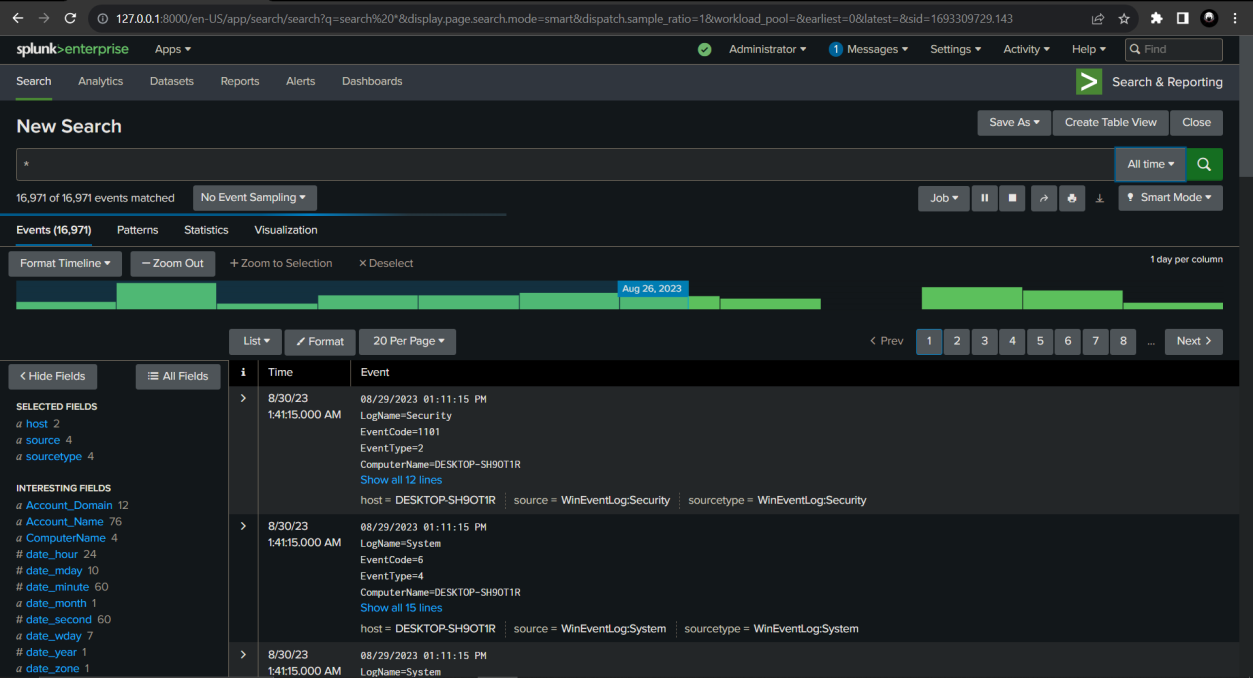 127.0.0.1:8000/en-US/app/search/search?q=search%20*&display.page.search.mode=smart&dispatch.sample_ratio=1&workload_pool=&earliest=0&latest=&sid=1693309729.143
splunk>enterprise Apps Administrator 1 Messages Settings Activity Help Find
Search Analytics Datasets Reports Alerts Dashboards > Search & Reporting
New Search Save As Create Table View Close
* All time
16,971 of 16,971 events matched No Event Sampling Job Smart Mode
Events (16,971) Patterns Statistics Visualization
Format Timeline – Zoom Out + Zoom to Selection × Deselect 1 day per column
Aug 26, 2023
List Format 20 Per Page < Prev 1 2 3 4 5 6 7 8 ... Next >
< Hide Fields All Fields i Time Event
SELECTED FIELDS
a host 2
a source 4
a sourcetype 4
INTERESTING FIELDS
a Account_Domain 12
a Account_Name 76
a ComputerName 4
# date_hour 24
# date_mday 10
# date_minute 60
a date_month 1
# date_second 60
a date_wday 7
# date_year 1
a date_zone 1
> 8/30/23 08/29/2023 01:11:15 PM
1:41:15.000 AM LogName=Security
EventCode=1101
EventType=2
ComputerName=DESKTOP-SH9OT1R
Show all 12 lines
host = DESKTOP-SH9OT1R source = WinEventLog:Security sourcetype = WinEventLog:Security
> 8/30/23 08/29/2023 01:11:15 PM
1:41:15.000 AM LogName=System
EventCode=6
EventType=4
ComputerName=DESKTOP-SH9OT1R
Show all 15 lines
host = DESKTOP-SH9OT1R source = WinEventLog:System sourcetype = WinEventLog:System
> 8/30/23 08/29/2023 01:11:15 PM
1:41:15.000 AM LogName=System